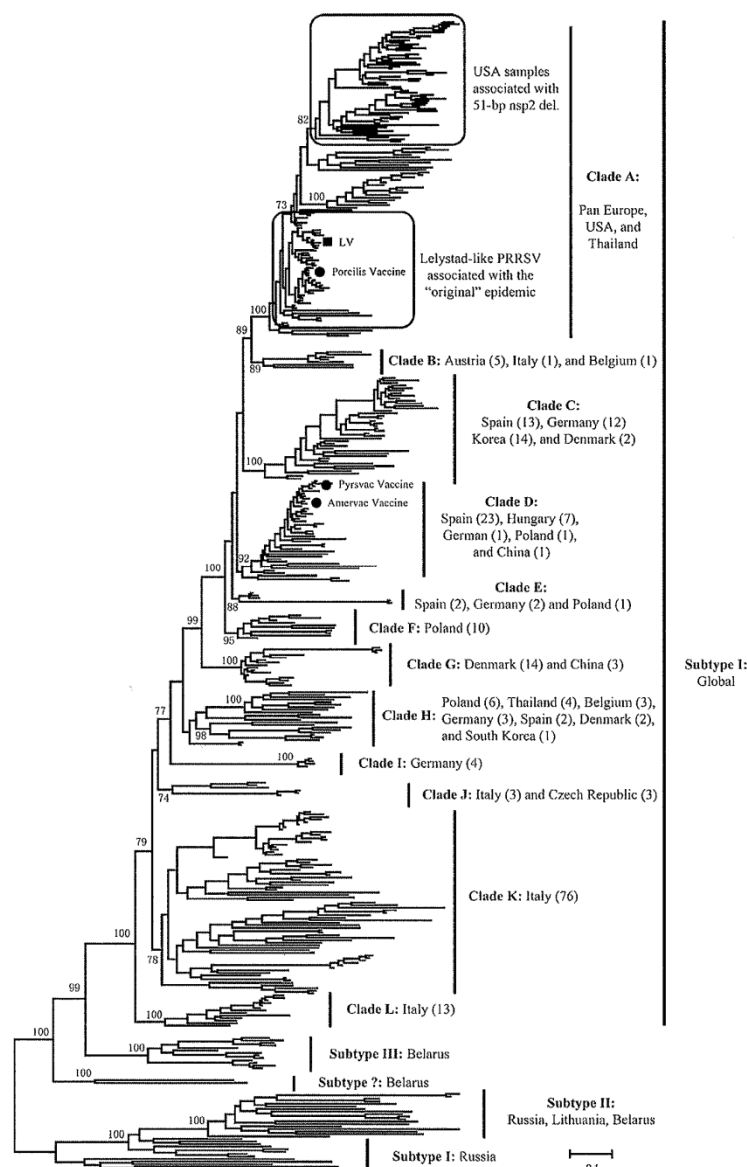 USA samples
associated with
51-bp nsp2 del.
82
Clade A:
100
Pan Europe,
USA, and
Thailand
73
LV
Lelystad-like PRRSV
associated with the
“original” epidemic
Porcilis Vaccine
100
89
89
Clade B: Austria (5), Italy (1), and Belgium (1)
Clade C:
Spain (13), Germany (12)
Korea (14), and Denmark (2)
100
Pyrsvac Vaccine
Amervac Vaccine
Clade D:
Spain (23), Hungary (7),
German (1), Poland (1),
and China (1)
92
100
Clade E:
Spain (2), Germany (2) and Poland (1)
88
99
Clade F: Poland (10)
95
Clade G: Denmark (14) and China (3)
100
Subtype I:
Global
Clade H:
Poland (6), Thailand (4), Belgium (3),
Germany (3), Spain (2), Denmark (2),
and South Korea (1)
100
77
98
100
Clade I: Germany (4)
74
Clade J: Italy (3) and Czech Republic (3)
79
Clade K: Italy (76)
100
78
99
100
Clade L: Italy (13)
100
100
Subtype III: Belarus
100
Subtype ?: Belarus
Subtype II:
Russia, Lithuania, Belarus
100
100
Subtype I: Russia